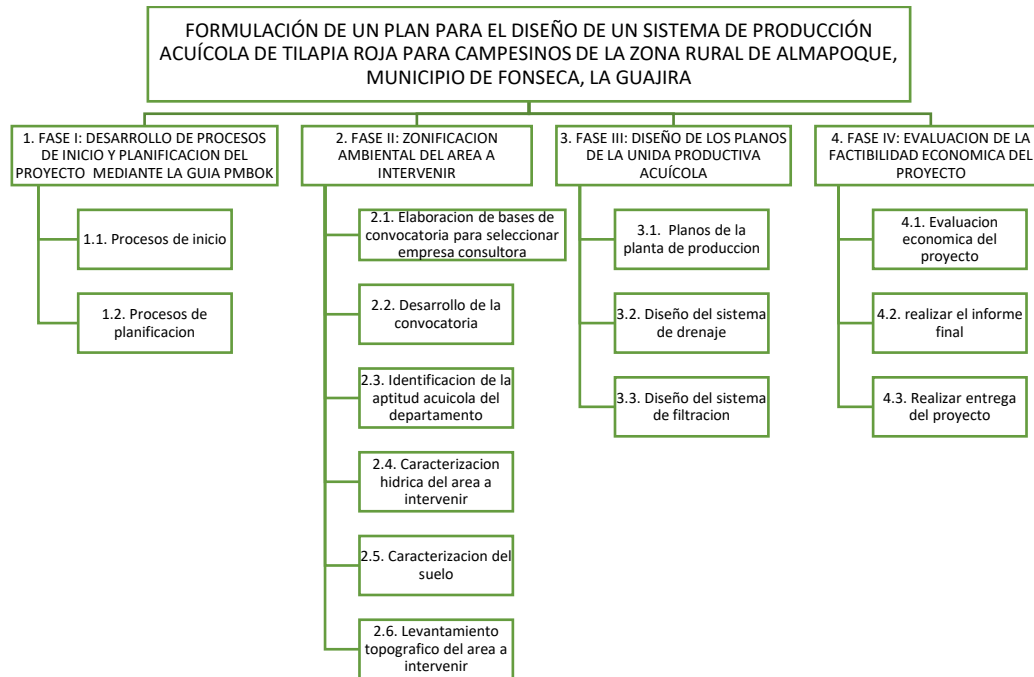 FORMULACIÓN DE UN PLAN PARA EL DISEÑO DE UN SISTEMA DE PRODUCCIÓN
ACUÍCOLA DE TILAPIA ROJA PARA CAMPESINOS DE LA ZONA RURAL DE ALMAPOQUE,
MUNICIPIO DE FONSECA, LA GUAJIRA
1. FASE I: DESARROLLO DE PROCESOS
DE INICIO Y PLANIFICACION DEL
PROYECTO MEDIANTE LA GUIA PMBOK
1.1. Procesos de inicio
1.2. Procesos de
planificacion
2. FASE II: ZONIFICACION
AMBIENTAL DEL AREA A
INTERVENIR
2.1. Elaboracion de bases de
convocatoria para seleccionar
empresa consultora
2.2. Desarrollo de la
convocatoria
2.3. Identificacion de la
aptitud acuicola del
departamento
2.4. Caracterizacion
hidrica del area a
intervenir
2.5. Caracterizacion del
suelo
2.6. Levantamiento
topografico del area a
intervenir
3. FASE III: DISEÑO DE LOS PLANOS
DE LA UNIDA PRODUCTIVA
ACUÍCOLA
3.1. Planos de la
planta de produccion
3.2. Diseño del sistema
de drenaje
3.3. Diseño del sistema
de filtracion
4. FASE IV: EVALUACION DE LA
FACTIBILIDAD ECONOMICA DEL
PROYECTO
4.1. Evaluacion
economica del
proyecto
4.2. realizar el informe
final
4.3. Realizar entrega
del proyecto